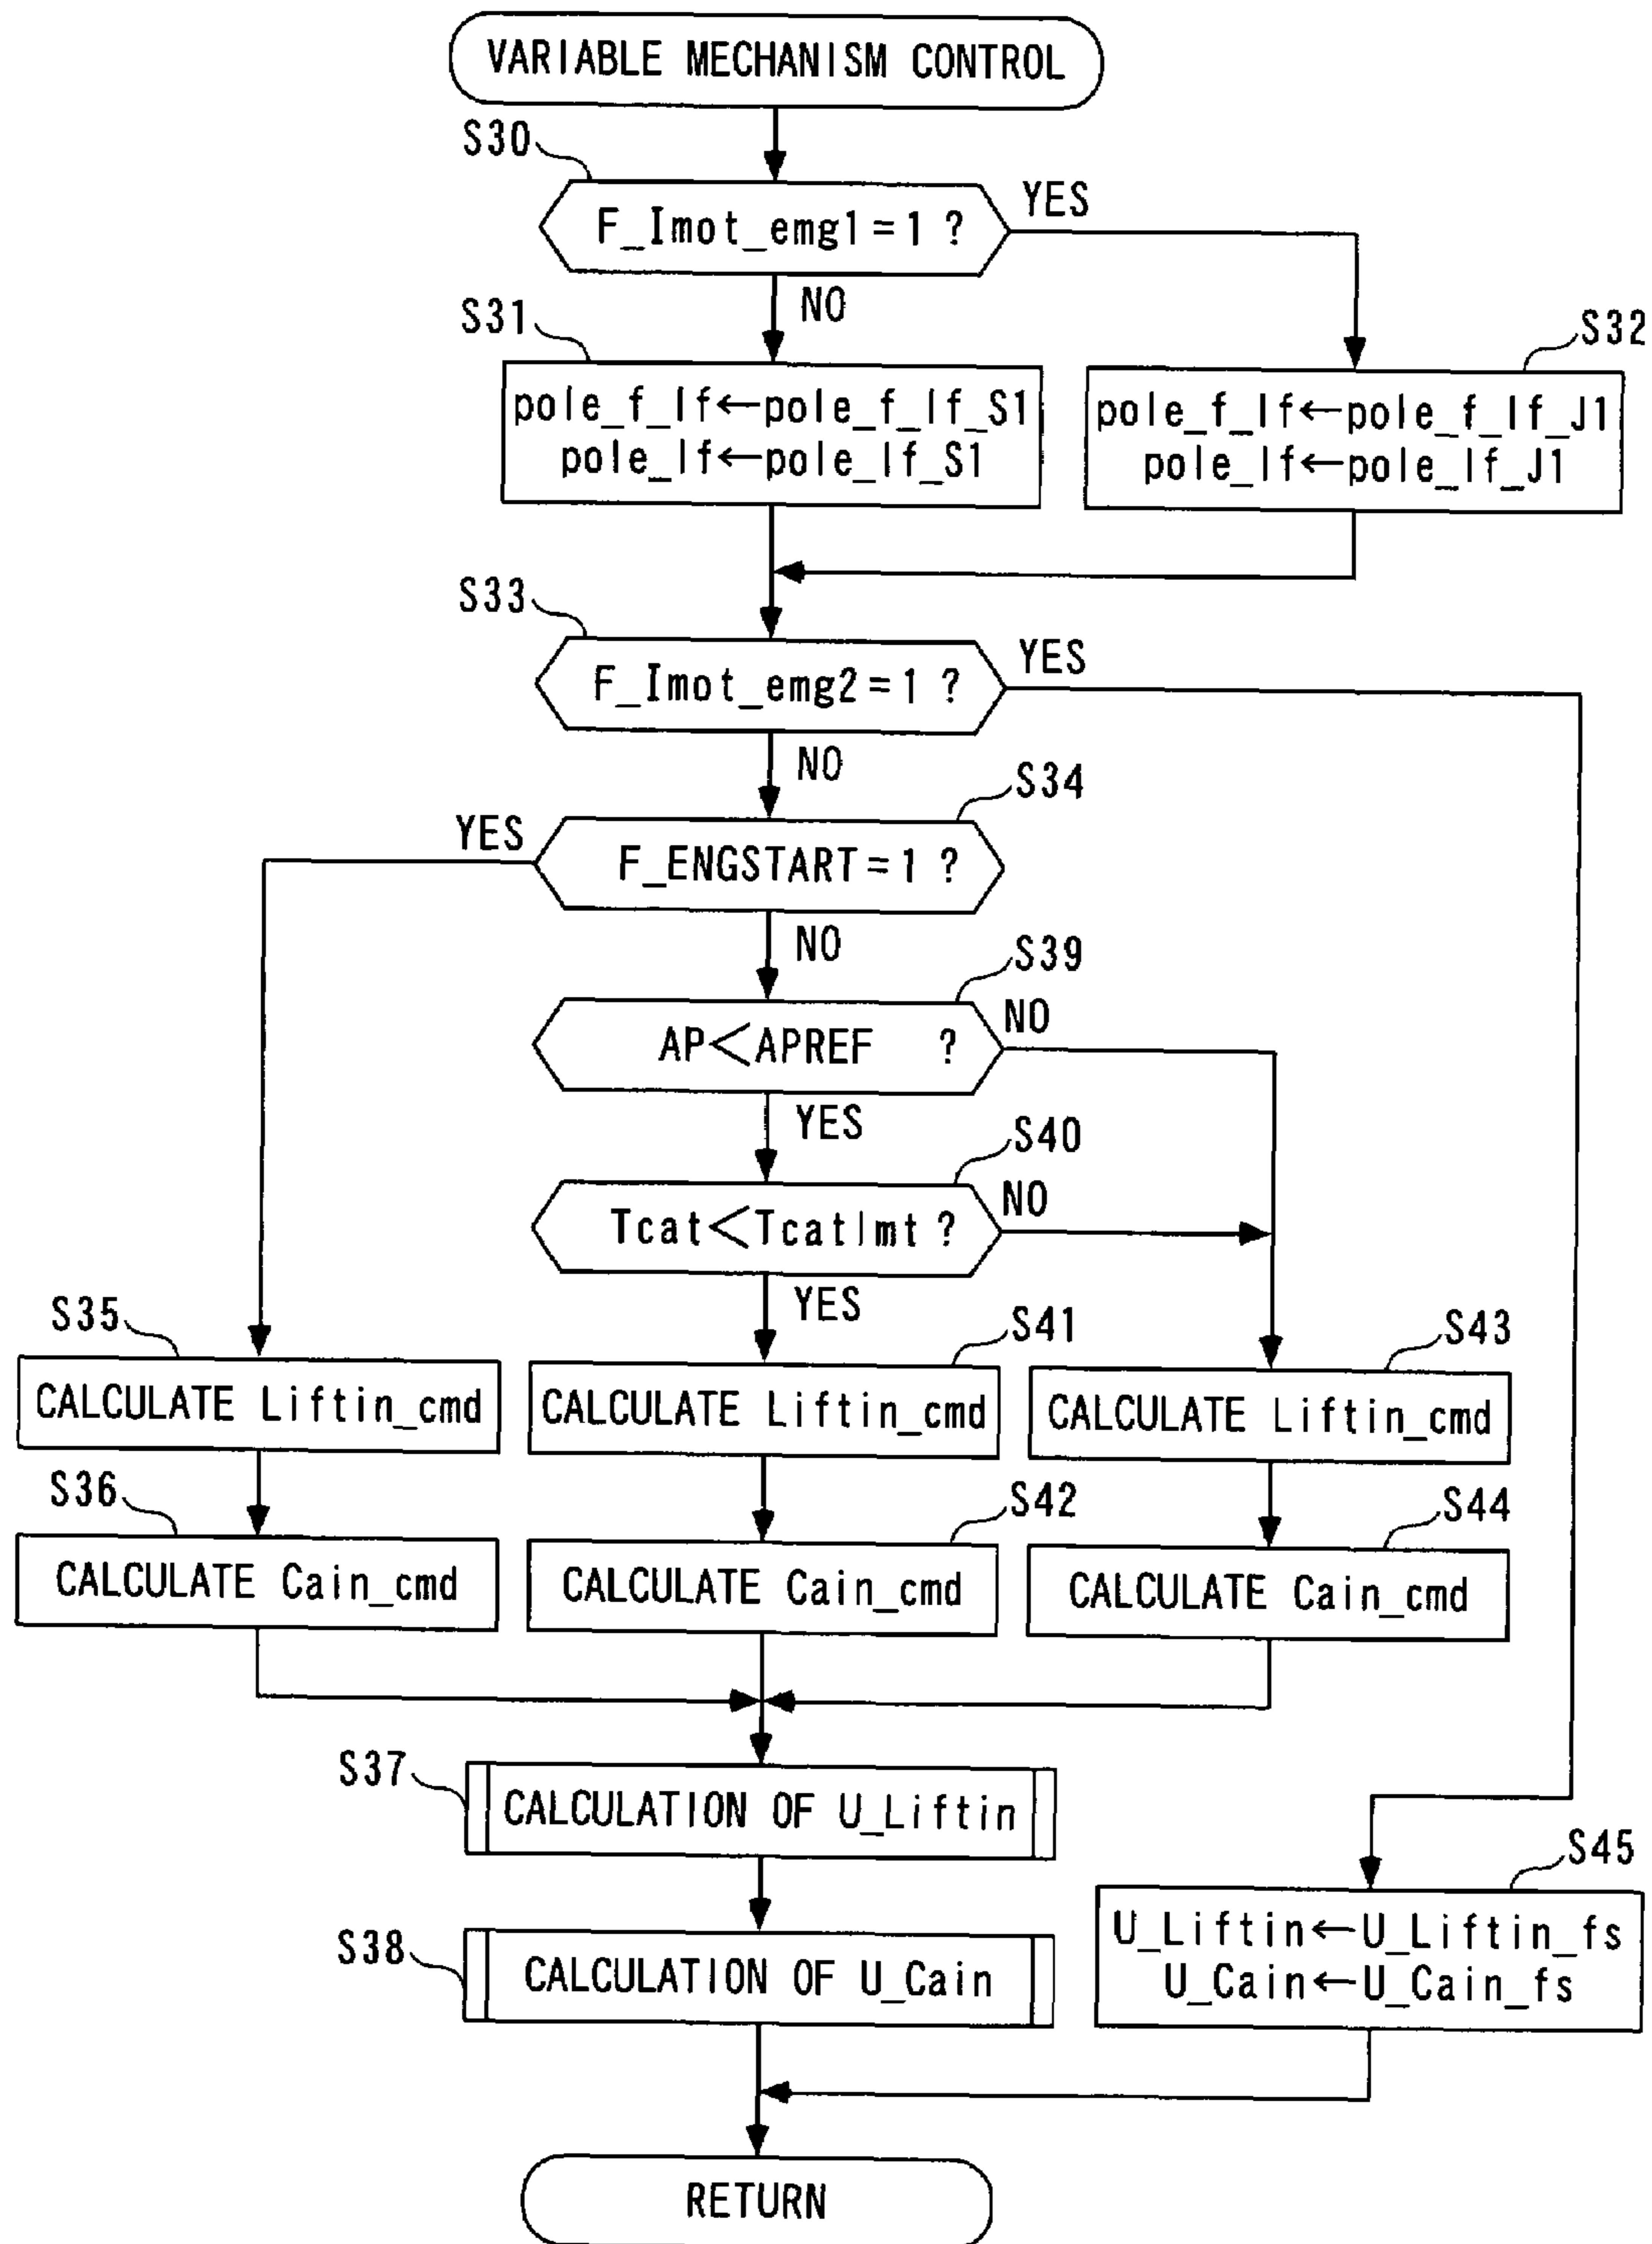 VARIABLE MECHANISM CONTROL
S30
F_Imot_emg1=1 ?
YES
NO
S31
pole_f_lf←pole_f_lf_S1
pole_lf←pole_lf_S1
S32
pole_f_lf←pole_f_lf_J1
pole_lf←pole_lf_J1
S33
F_Imot_emg2=1 ?
YES
NO
S34
YES
F_ENGSTART=1 ?
NO
S39
AP<APREF ?
NO
YES
S40
Tcat<Tcatlmt ?
NO
YES
S35
CALCULATE Liftin_cmd
S41
CALCULATE Liftin_cmd
S43
CALCULATE Liftin_cmd
S36
CALCULATE Cain_cmd
S42
CALCULATE Cain_cmd
S44
CALCULATE Cain_cmd
S37
CALCULATION OF U_Liftin
S38
CALCULATION OF U_Cain
S45
U_Liftin←U_Liftin_fs
U_Cain←U_Cain_fs
RETURN